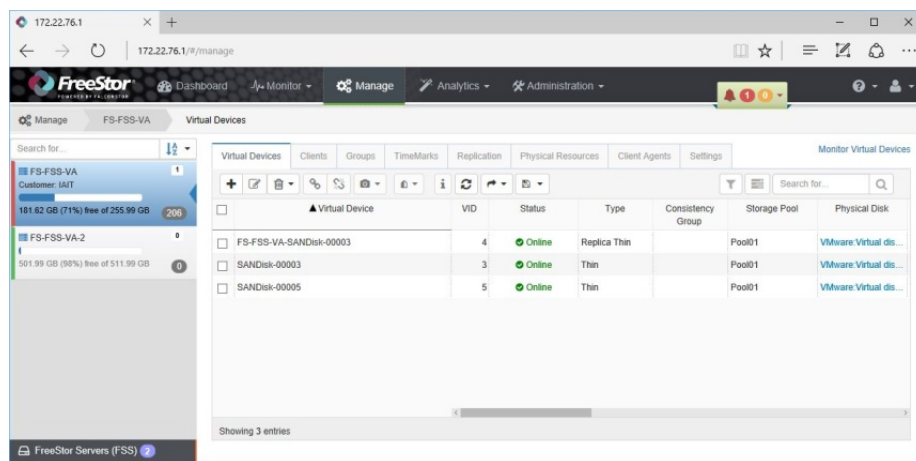 172.22.76.1
172.22.76.1/#/manage
FreeStor
POWERED BY FALCONSTOR
Dashboard
Monitor
Manage
Analytics
Administration
1 0
Manage
FS-FSS-VA
Virtual Devices
Search for...
FS-FSS-VA
1
Customer: IAIT
181.62 GB (71%) free of 255.99 GB
206
FS-FSS-VA-2
0
501.99 GB (98%) free of 511.99 GB
0
FreeStor Servers (FSS) 2
Virtual Devices Clients Groups TimeMarks Replication Physical Resources Client Agents Settings
Monitor Virtual Devices
Search for...
Virtual Device VID Status Type Consistency Group Storage Pool Physical Disk
FS-FSS-VA-SANDisk-00003 4 Online Replica Thin Pool01 VMware:Virtual dis...
SANDisk-00003 3 Online Thin Pool01 VMware:Virtual dis...
SANDisk-00005 5 Online Thin Pool01 VMware:Virtual dis...
Showing 3 entries